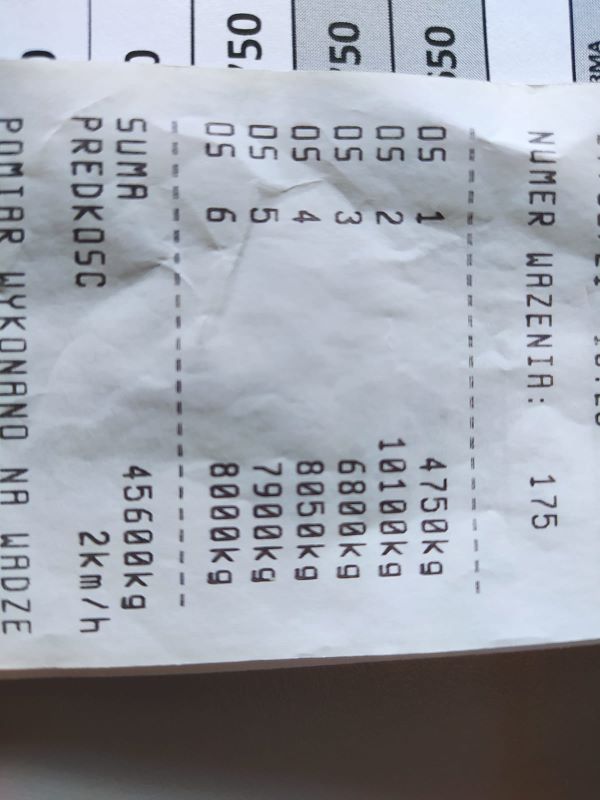 NUMER WAZENIA: 175
--------------------------------
OS 1 4750kg
OS 2 10100kg
OS 3 6800kg
OS 4 8050kg
OS 5 7900kg
OS 6 8000kg
--------------------------------
SUMA 45600kg
PREDKOSC 2km/h
POMIAR WYKONANO NA WADZE